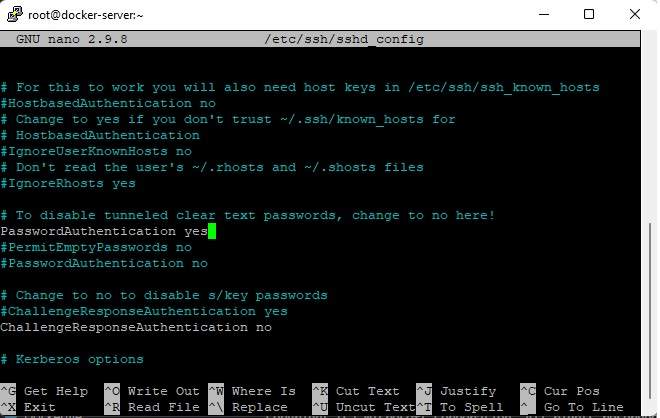 root@docker-server:~
GNU nano 2.9.8 /etc/ssh/sshd_config
# For this to work you will also need host keys in /etc/ssh/ssh_known_hosts
#HostbasedAuthentication no
# Change to yes if you don't trust ~/.ssh/known_hosts for
# HostbasedAuthentication
#IgnoreUserKnownHosts no
# Don't read the user's ~/.rhosts and ~/.shosts files
#IgnoreRhosts yes
# To disable tunneled clear text passwords, change to no here!
PasswordAuthentication yes
#PermitEmptyPasswords no
#PasswordAuthentication no
# Change to no to disable s/key passwords
#ChallengeResponseAuthentication yes
ChallengeResponseAuthentication no
# Kerberos options
^G Get Help ^O Write Out ^W Where Is ^K Cut Text ^J Justify ^C Cur Pos
^X Exit ^R Read File ^\ Replace ^U Uncut Text ^T To Spell ^_ Go To Line